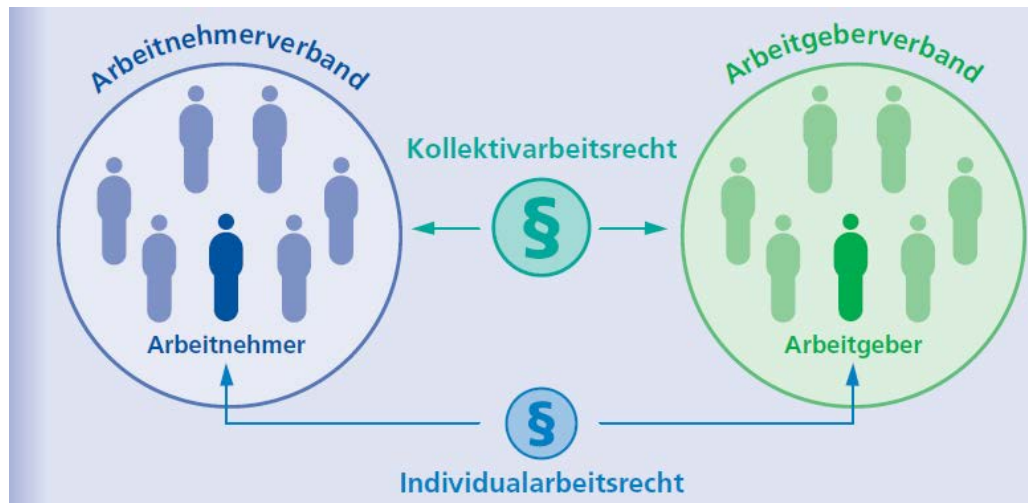 Arbeitnehmerverband
Arbeitgeberverband
Kollektivarbeitsrecht
§
Arbeitnehmer
Arbeitgeber
§
Individualarbeitsrecht